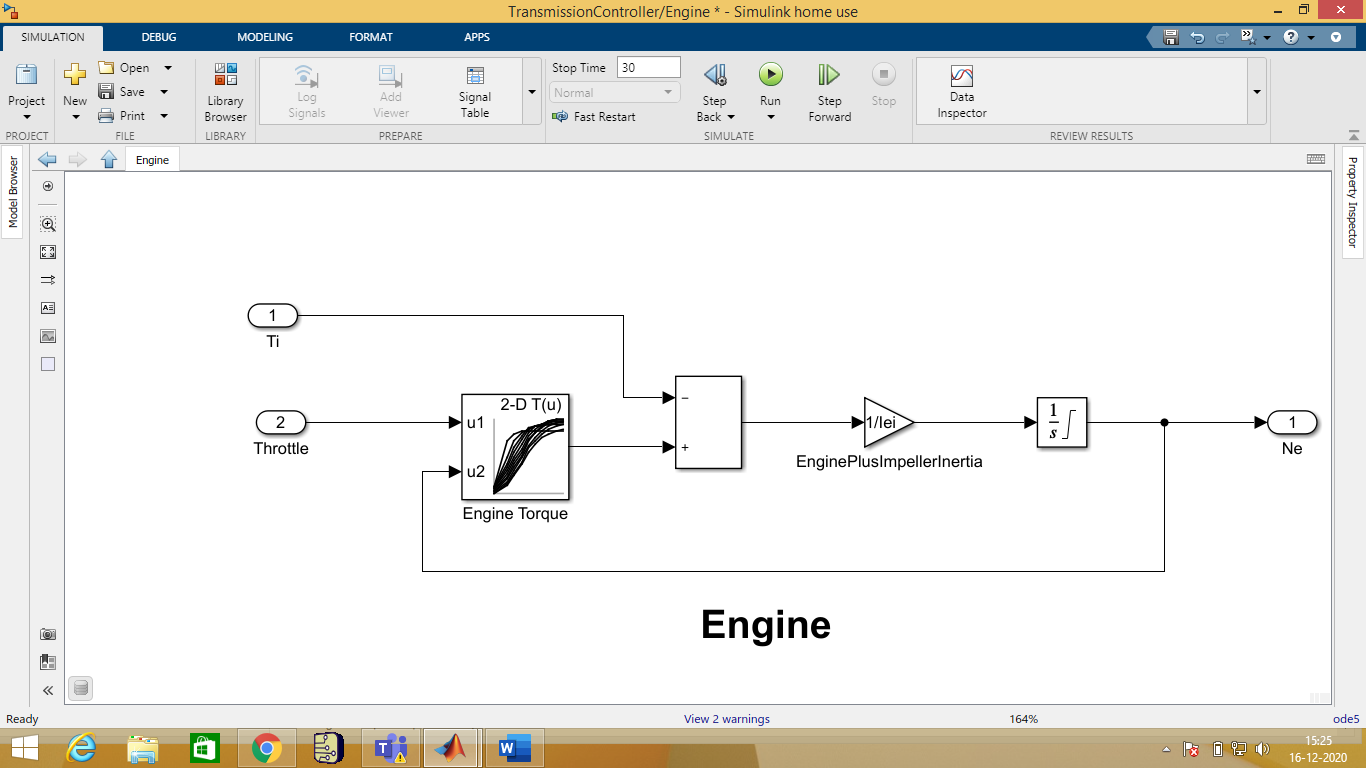 TransmissionController/Engine * - Simulink home use
SIMULATION DEBUG MODELING FORMAT APPS
Project
New
Open
Save
Print
Library
Browser
Log
Signals
Add
Viewer
Signal
Table
Stop Time 30
Normal
Fast Restart
Step
Back
Run
Step
Forward
Stop
Data
Inspector
PROJECT FILE LIBRARY PREPARE SIMULATE REVIEW RESULTS
Model Browser
Engine
Property Inspector
1
Ti
2
Throttle
2-D T(u)
u1
u2
Engine Torque
−
+
1/Iei
EnginePlusImpellerInertia
1
s
1
Ne
Engine
Ready View 2 warnings 164% ode5
15:25
16-12-2020